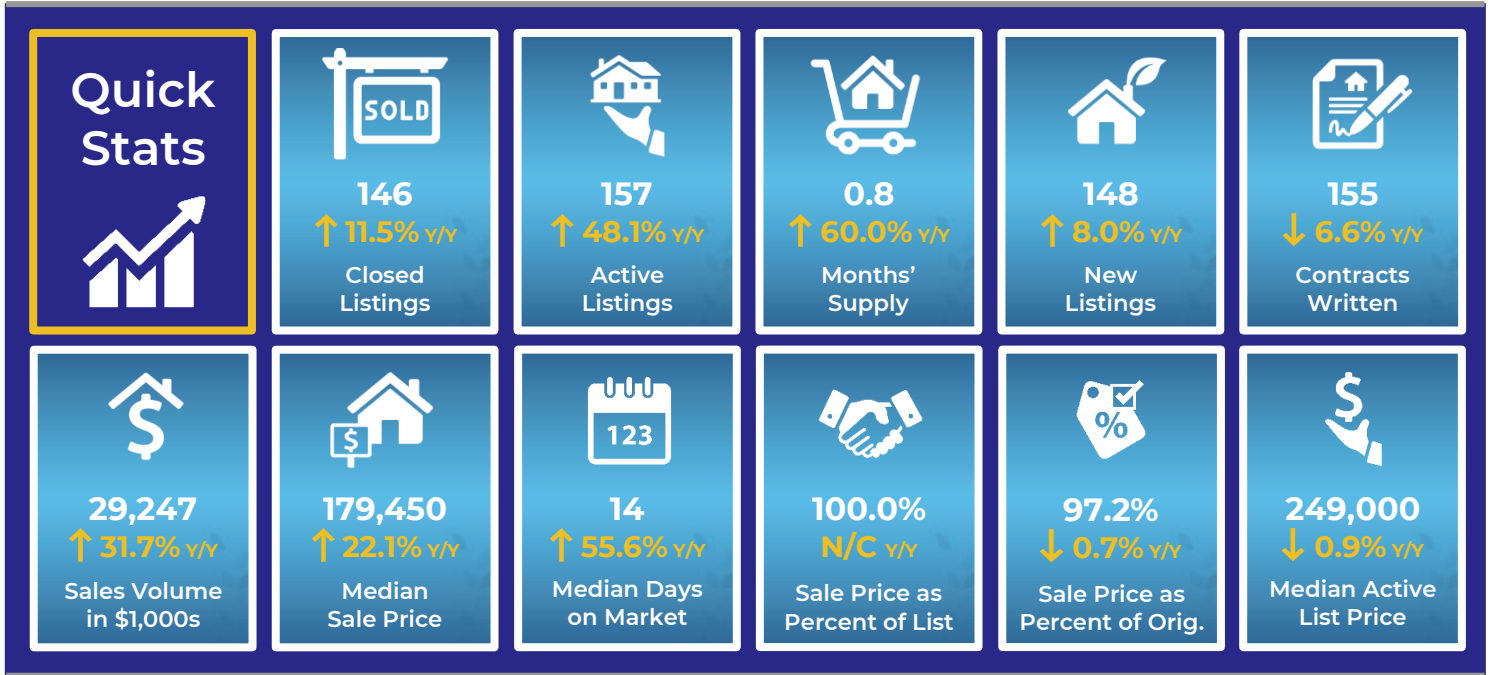 Quick
Stats
SOLD
146
↑ 11.5% Y/Y
Closed
Listings
157
↑ 48.1% Y/Y
Active
Listings
0.8
↑ 60.0% Y/Y
Months’
Supply
148
↑ 8.0% Y/Y
New
Listings
155
↓ 6.6% Y/Y
Contracts
Written
$
29,247
↑ 31.7% Y/Y
Sales Volume
in $1,000s
$
179,450
↑ 22.1% Y/Y
Median
Sale Price
123
14
↑ 55.6% Y/Y
Median Days
on Market
100.0%
N/C Y/Y
Sale Price as
Percent of List
%
97.2%
↓ 0.7% Y/Y
Sale Price as
Percent of Orig.
$
249,000
↓ 0.9% Y/Y
Median Active
List Price